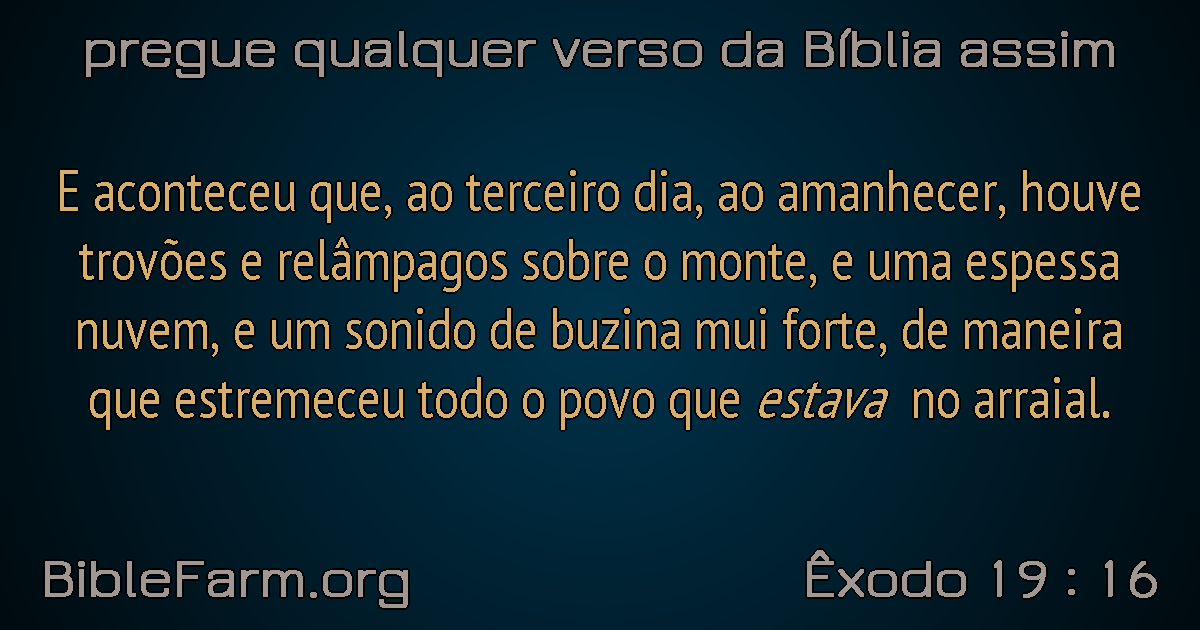 pregue qualquer verso da Bíblia assim
E aconteceu que, ao terceiro dia, ao amanhecer, houve
trovões e relâmpagos sobre o monte, e uma espessa
nuvem, e um sonido de buzina mui forte, de maneira
que estremeceu todo o povo que estava no arraial.
BibleFarm.org
Êxodo 19 : 16